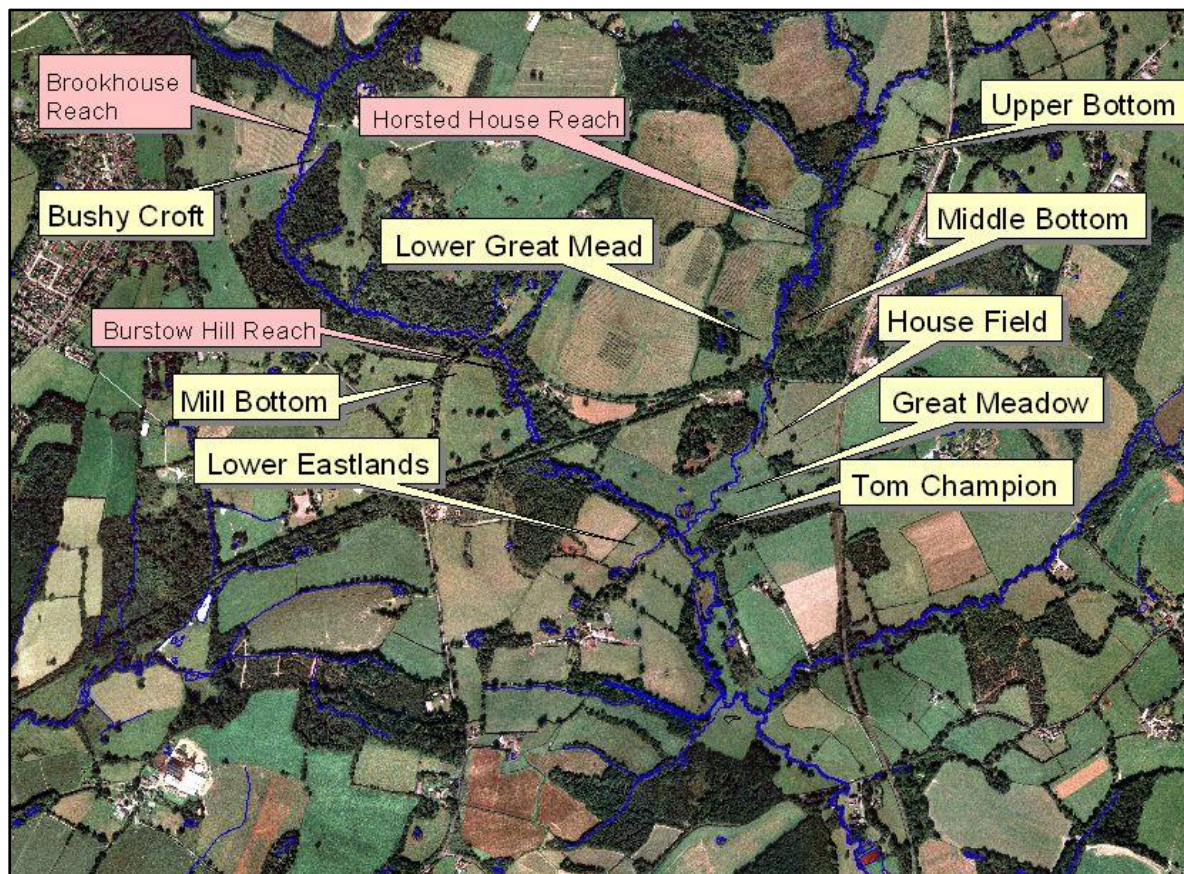 Brookhouse
Reach
Horsted House Reach
Upper Bottom
Bushy Croft
Middle Bottom
Lower Great Mead
House Field
Burstow Hill Reach
Mill Bottom
Great Meadow
Lower Eastlands
Tom Champion